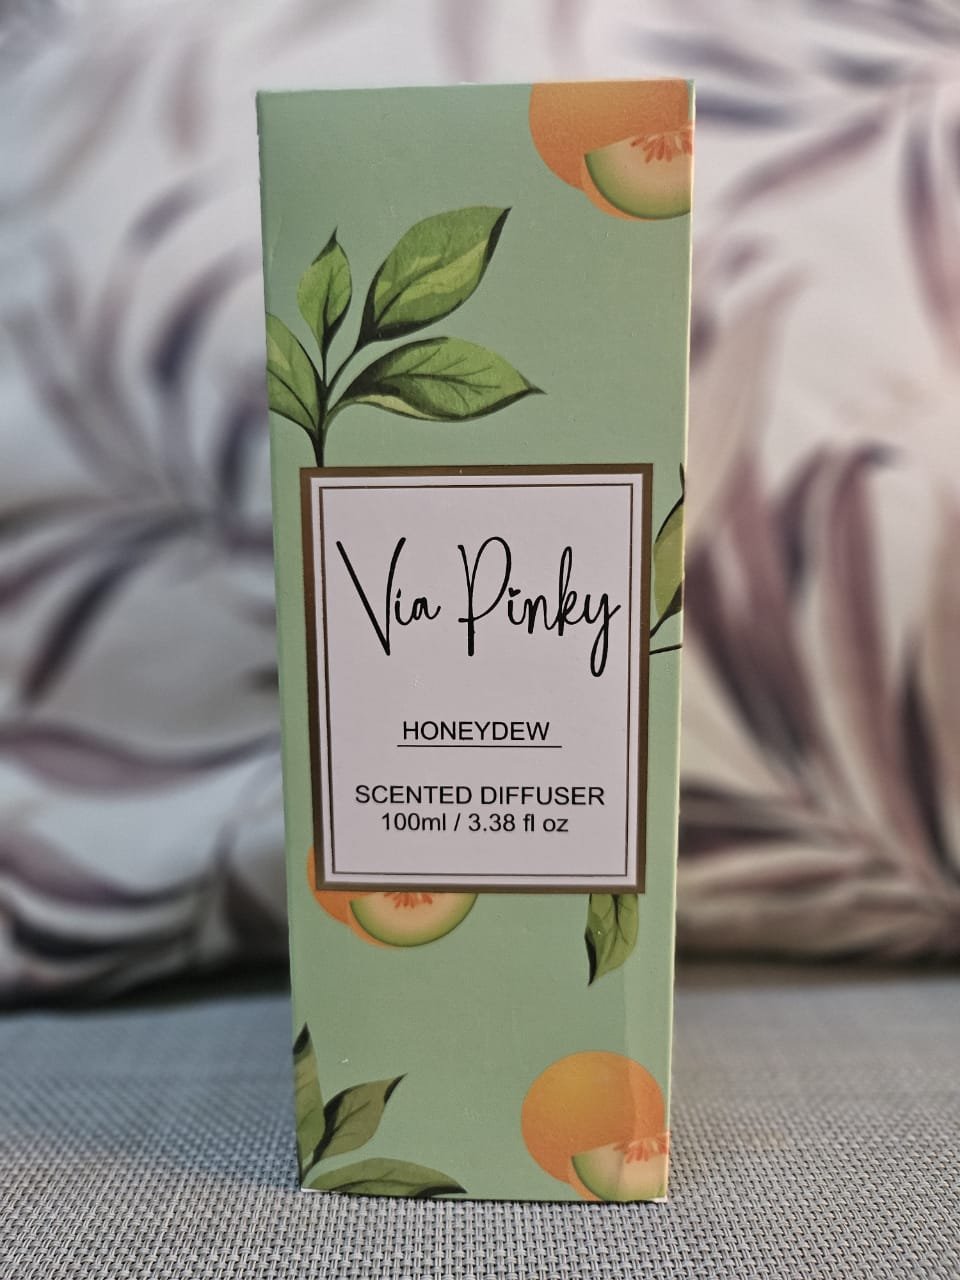 Via Pinky
HONEYDEW
SCENTED DIFFUSER
100ml / 3.38 fl oz